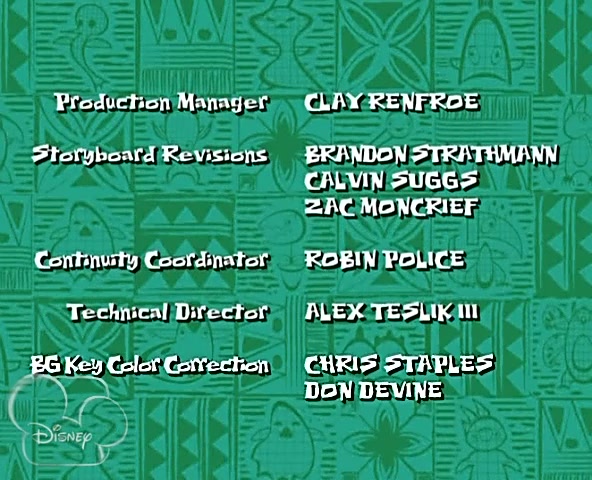 Production Manager CLAY RENFROE
Storyboard Revisions BRANDON STRATHMANN
CALVIN SUGGS
ZAC MONCRIEF
Continuity Coordinator ROBIN POLICE
Technical Director ALEX TESLIK III
BG Key Color Correction CHRIS STAPLES
DON DEVINE
DISNEY